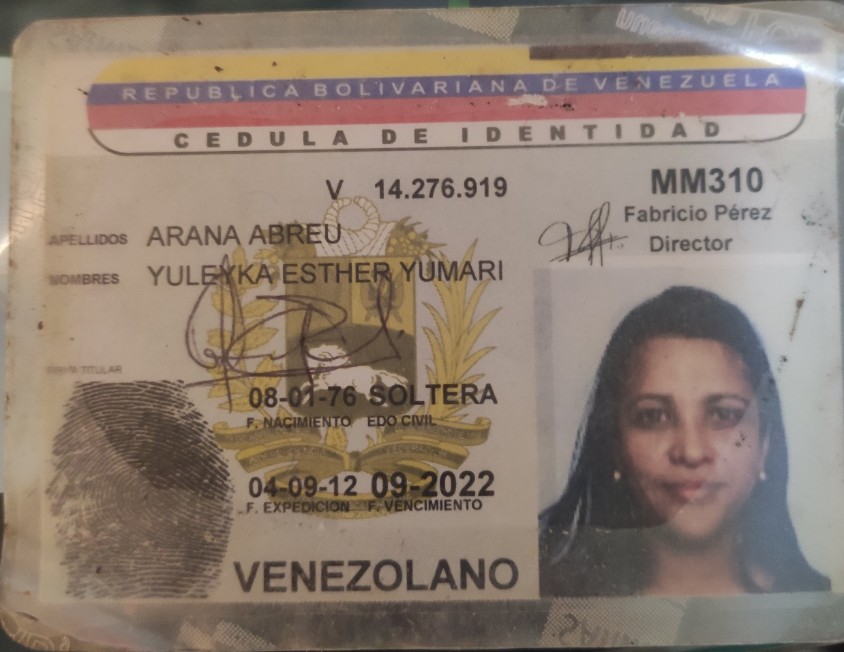 REPUBLICA BOLIVARIANA DE VENEZUELA
CEDULA DE IDENTIDAD
V 14.276.919
MM310
Fabricio Pérez
Director
APELLIDOS ARANA ABREU
NOMBRES YULEYKA ESTHER YUMARI
FIRMA TITULAR
08-01-76 SOLTERA
F. NACIMIENTO EDO CIVIL
04-09-12 09-2022
F. EXPEDICION F. VENCIMIENTO
VENEZOLANO